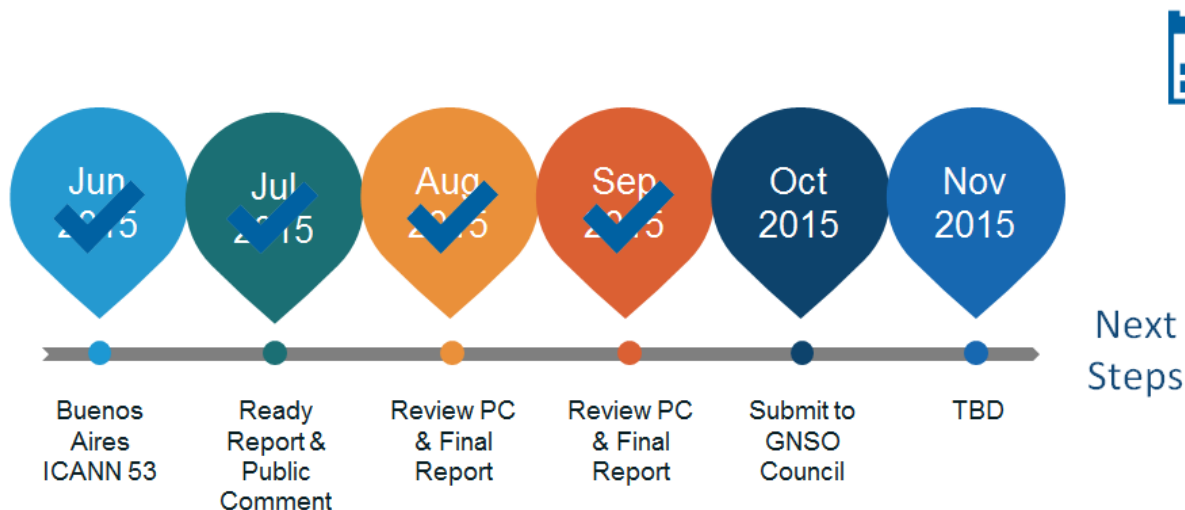 Jun
2015
Jul
2015
Aug
2015
Sep
2015
Oct
2015
Nov
2015
Next
Steps
Buenos
Aires
ICANN 53
Ready
Report &
Public
Comment
Review PC
& Final
Report
Review PC
& Final
Report
Submit to
GNSO
Council
TBD